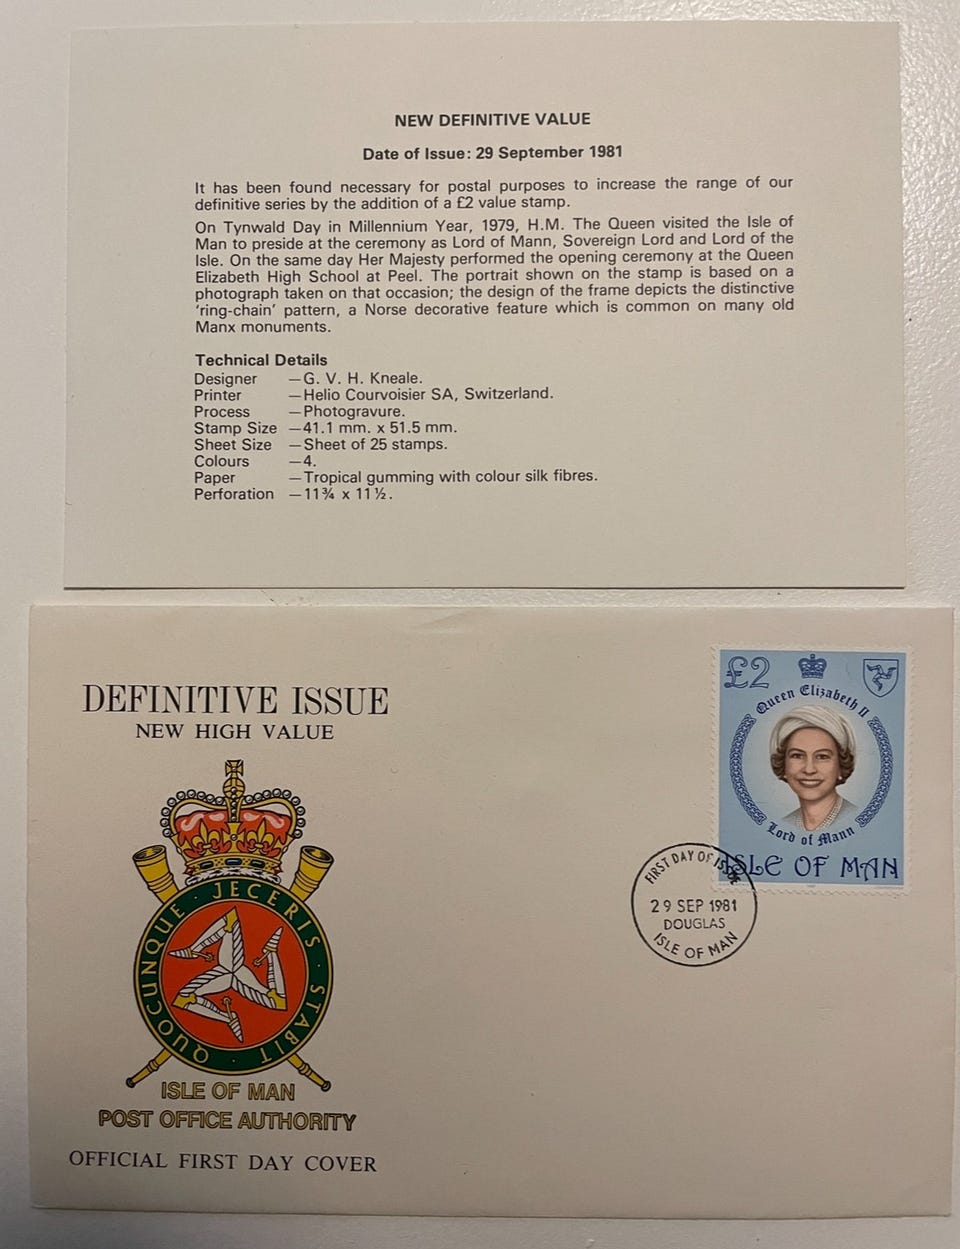 NEW DEFINITIVE VALUE
Date of Issue: 29 September 1981
It has been found necessary for postal purposes to increase the range of our
definitive series by the addition of a £2 value stamp.
On Tynwald Day in Millennium Year, 1979, H.M. The Queen visited the Isle of
Man to preside at the ceremony as Lord of Mann, Sovereign Lord and Lord of the
Isle. On the same day Her Majesty performed the opening ceremony at the Queen
Elizabeth High School at Peel. The portrait shown on the stamp is based on a
photograph taken on that occasion; the design of the frame depicts the distinctive
'ring-chain' pattern, a Norse decorative feature which is common on many old
Manx monuments.
Technical Details
Designer —G. V. H. Kneale.
Printer —Helio Courvoisier SA, Switzerland.
Process —Photogravure.
Stamp Size —41.1 mm. x 51.5 mm.
Sheet Size —Sheet of 25 stamps.
Colours —4.
Paper —Tropical gumming with colour silk fibres.
Perforation —11¾ x 11½.
DEFINITIVE ISSUE
NEW HIGH VALUE
QUOCUNQUE · JECERIS · STABIT ·
ISLE OF MAN
POST OFFICE AUTHORITY
OFFICIAL FIRST DAY COVER
£2
Queen Elizabeth II
Lord of Mann
ISLE OF MAN
FIRST DAY OF ISSUE
29 SEP 1981
DOUGLAS
ISLE OF MAN